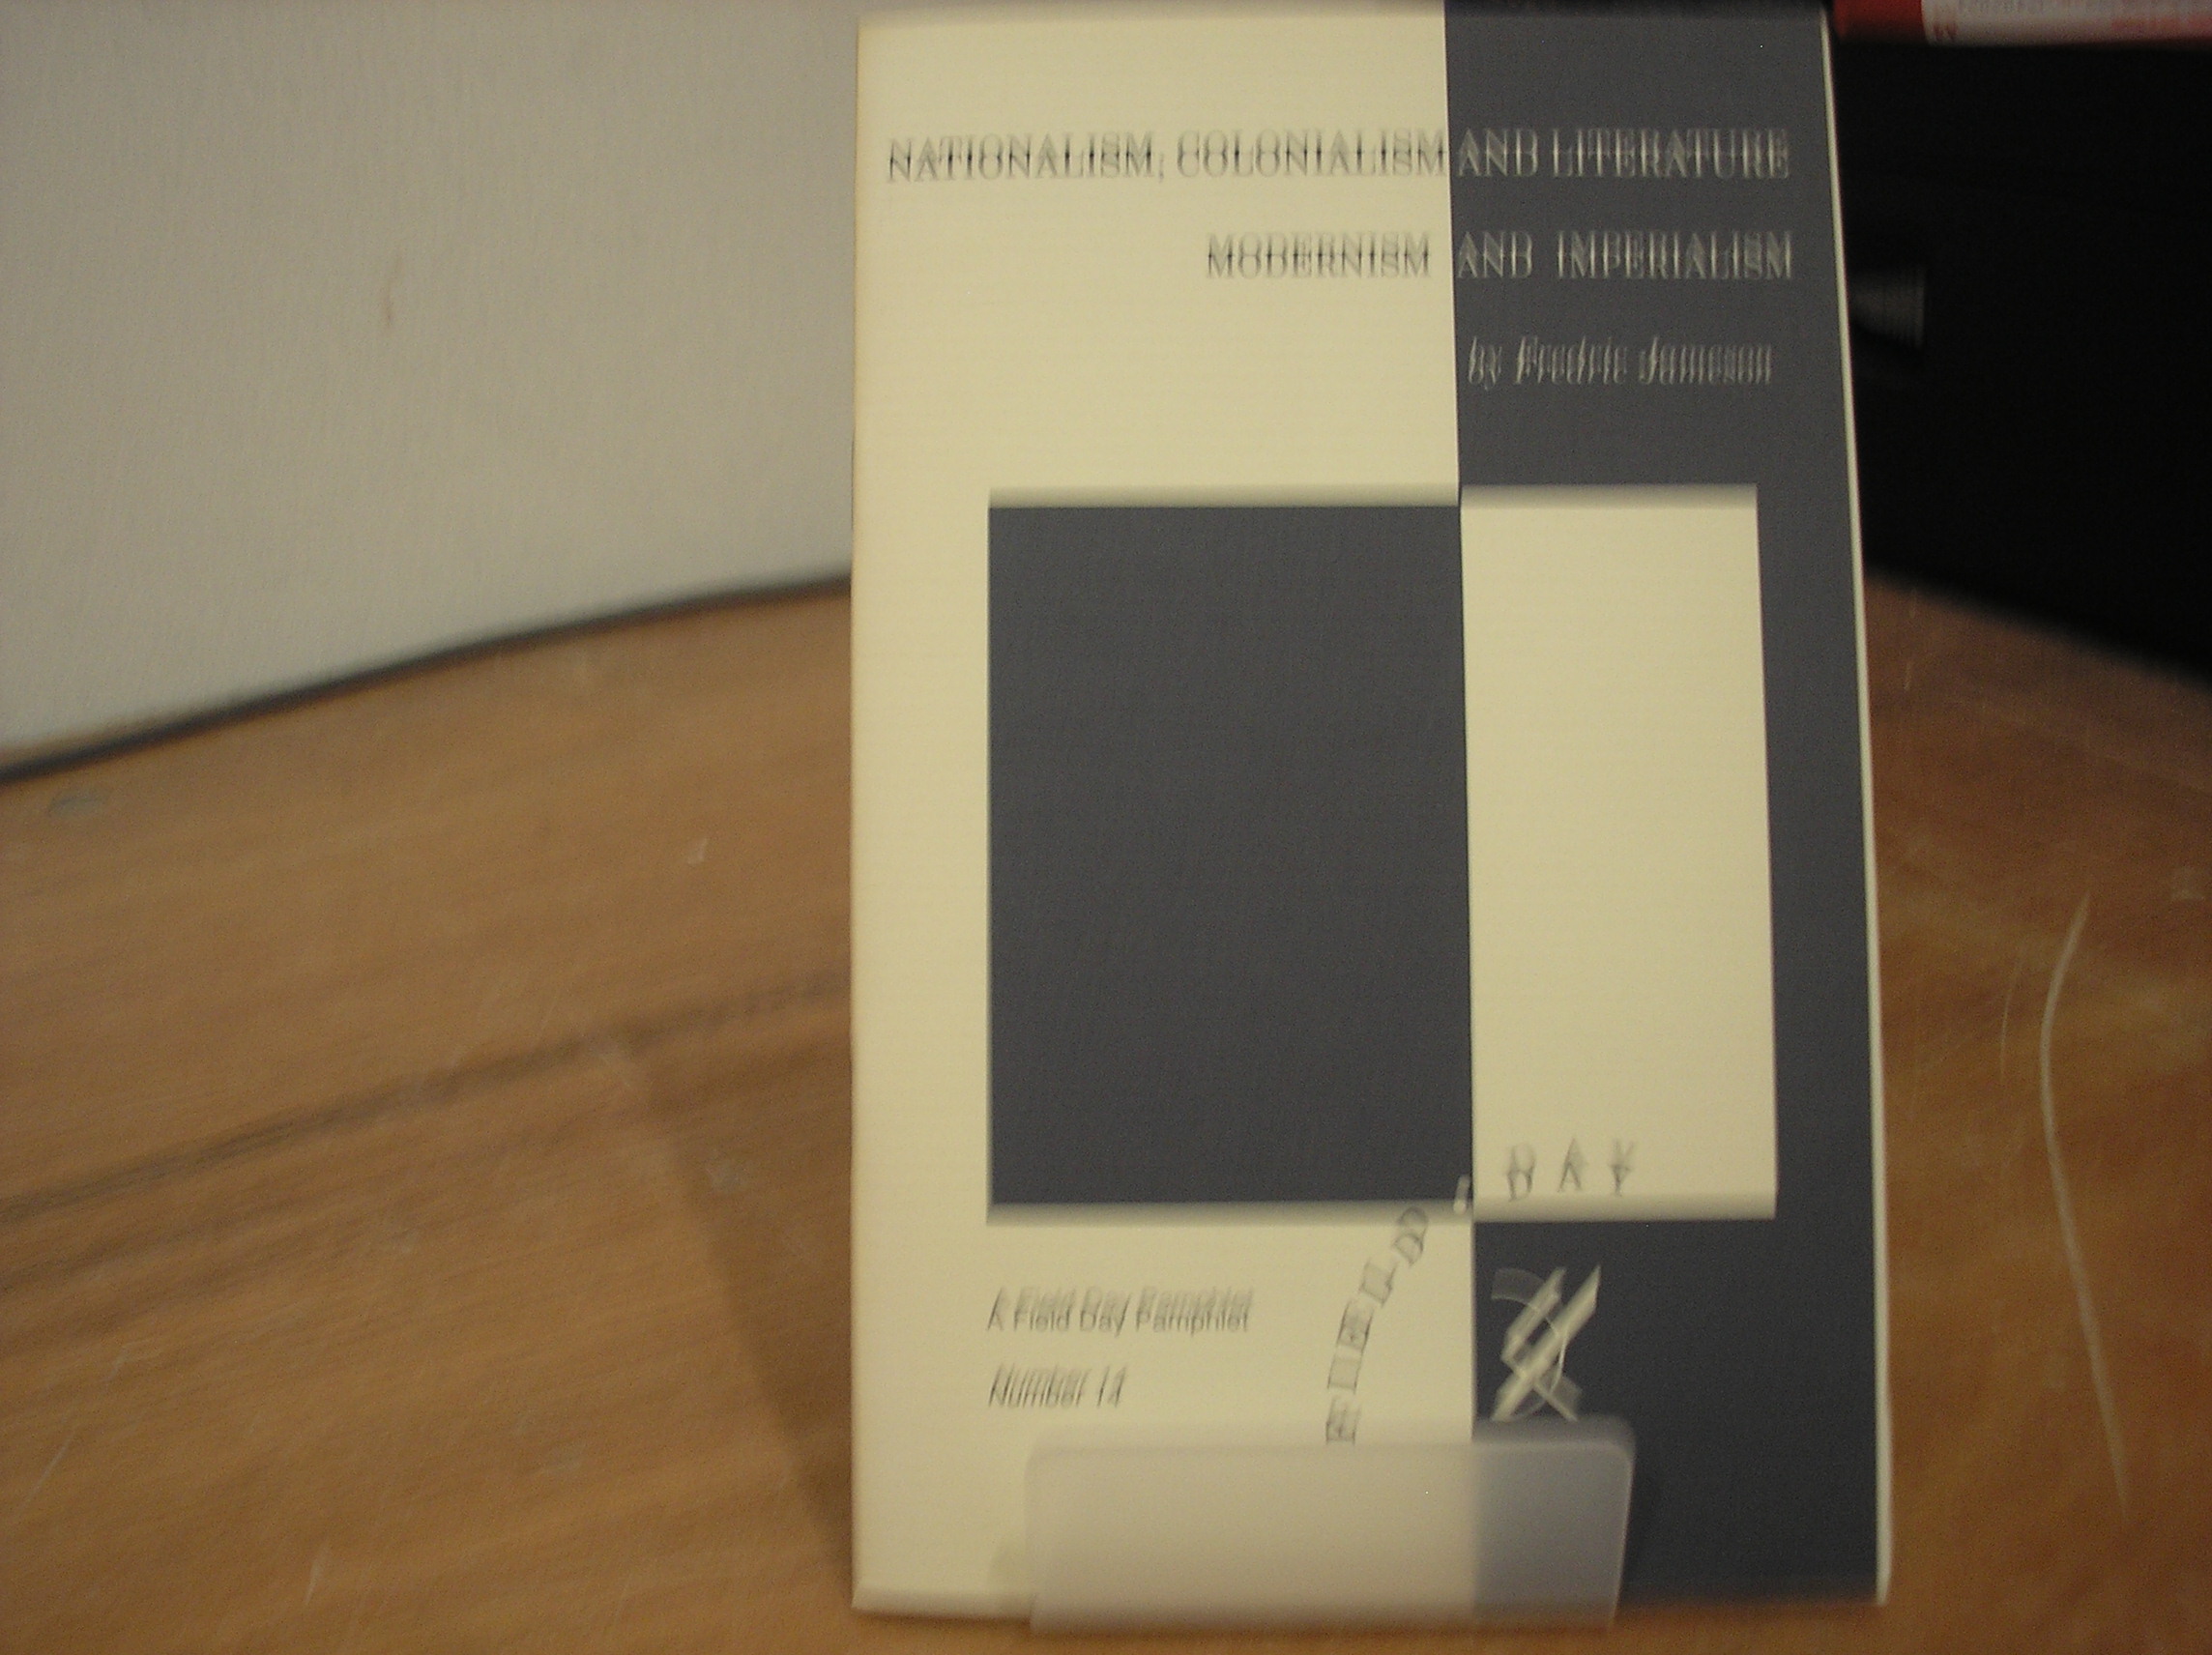 NATIONALISM, COLONIALISM AND LITERATURE
MODERNISM AND IMPERIALISM
by Fredric Jameson
FIELD DAY
A Field Day Pamphlet
Number 14